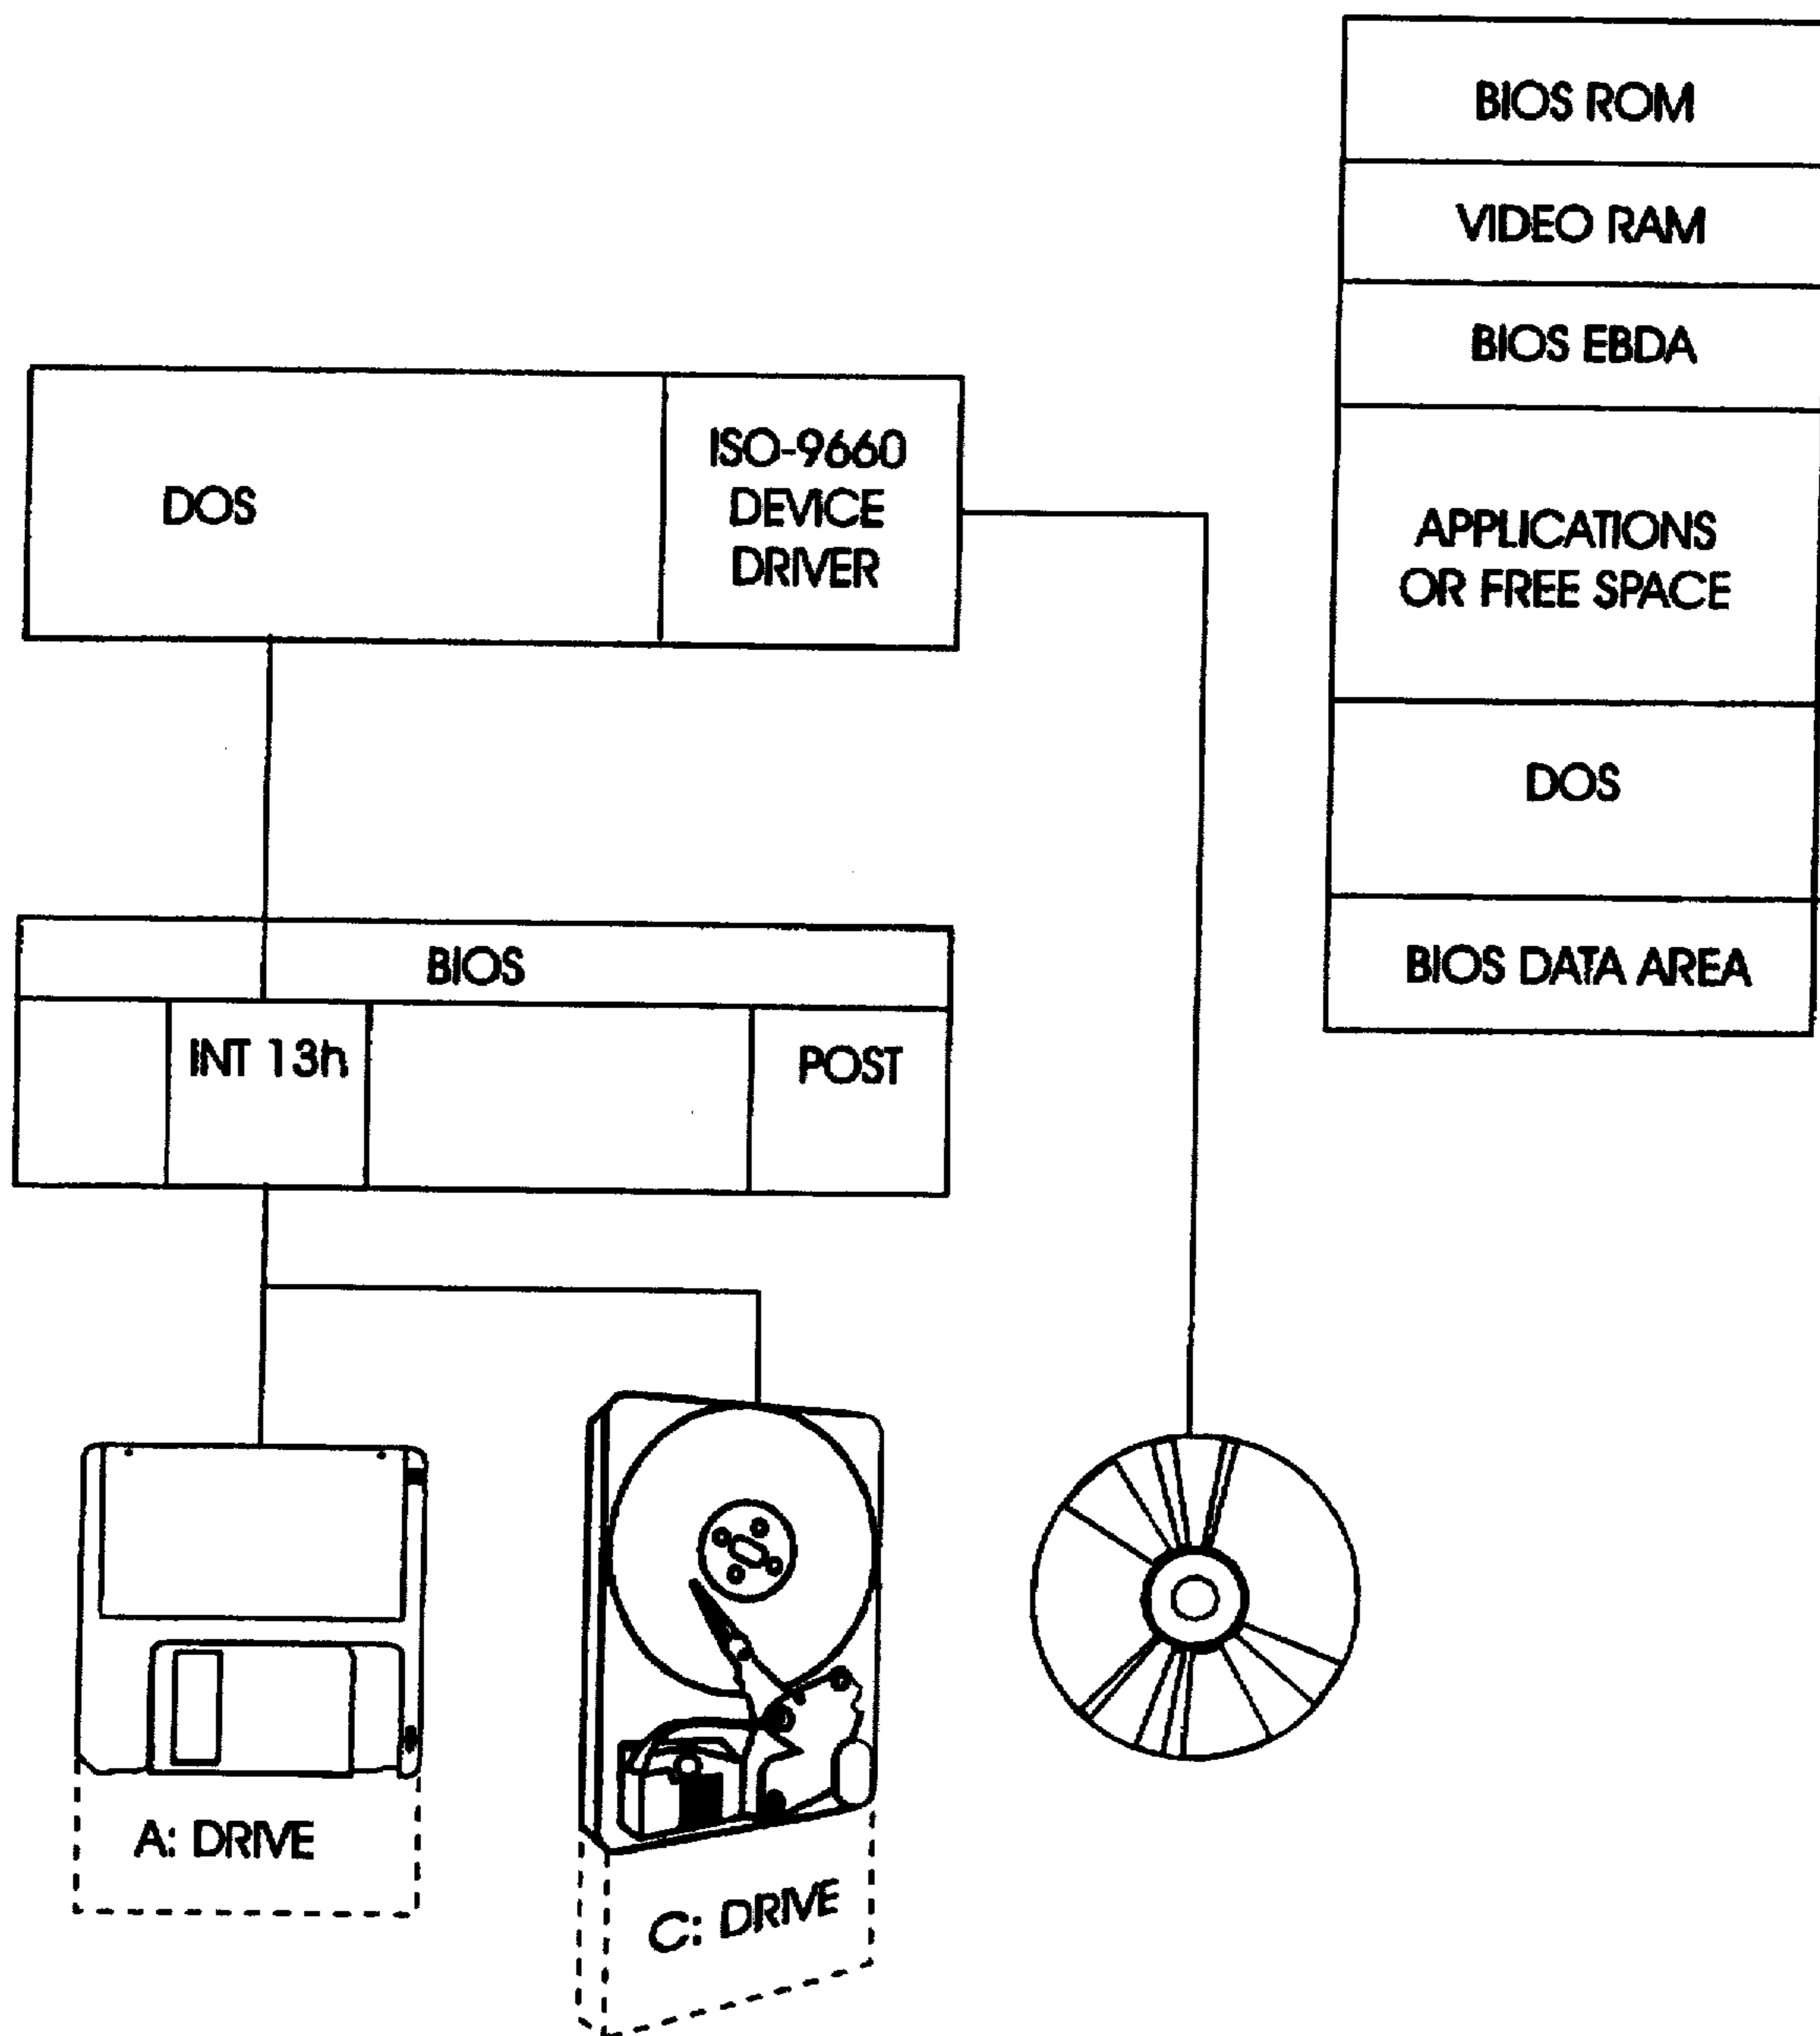 BIOS ROM
VIDEO RAM
BIOS EBDA
APPLICATIONS
OR FREE SPACE
DOS
BIOS DATA AREA
DOS
ISO-9660
DEVICE
DRIVER
BIOS
INT 13h
POST
A: DRIVE
C: DRIVE